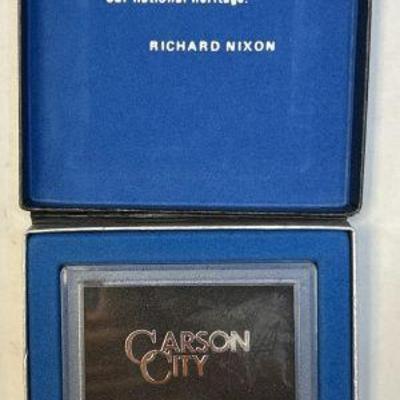 our national heritage.
RICHARD NIXON
CARSON
CITY